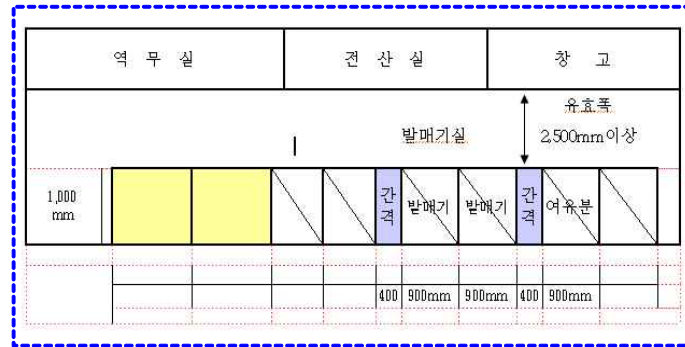 역 무 실
전 산 실
창 고
유효폭
발매기실
2,500mm이상
1,000
mm
간
격
발매기
발매기
간
격
여유분
400
900mm
900mm
400
900mm